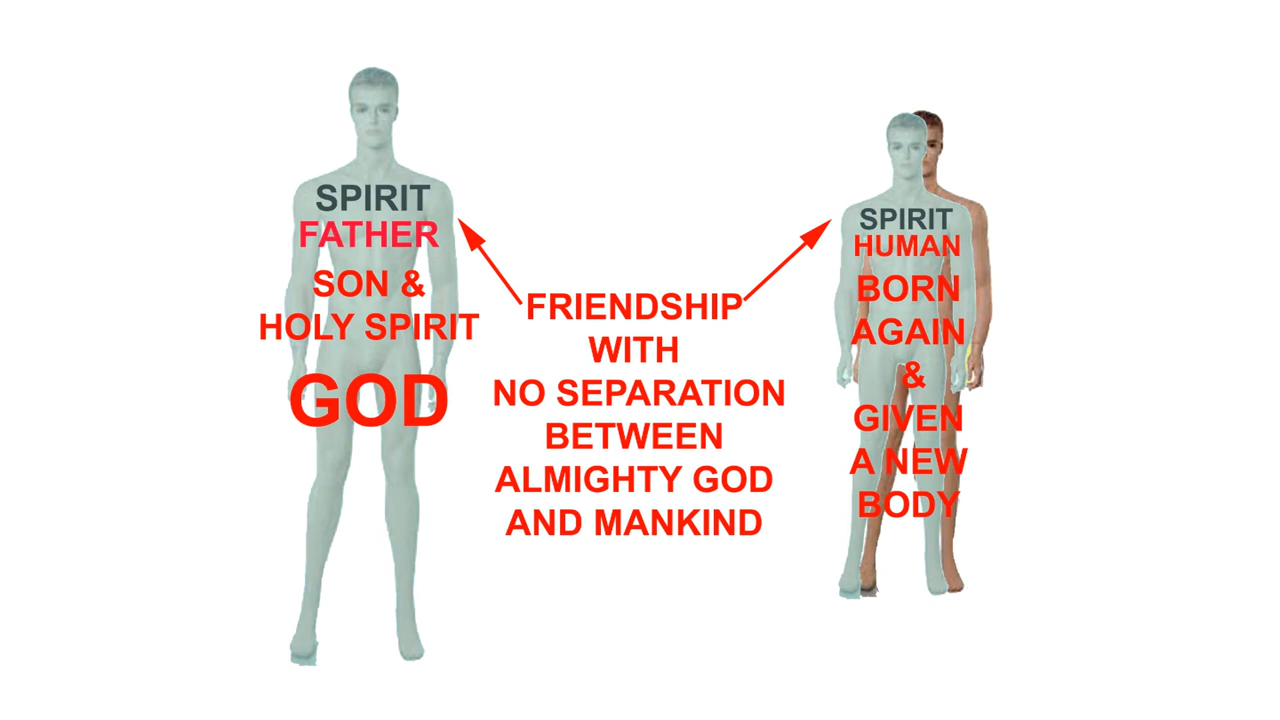 SPIRIT
FATHER
SON &
HOLY SPIRIT
GOD
FRIENDSHIP
WITH
NO SEPARATION
BETWEEN
ALMIGHTY GOD
AND MANKIND
SPIRIT
HUMAN
BORN
AGAIN
&
GIVEN
A NEW
BODY